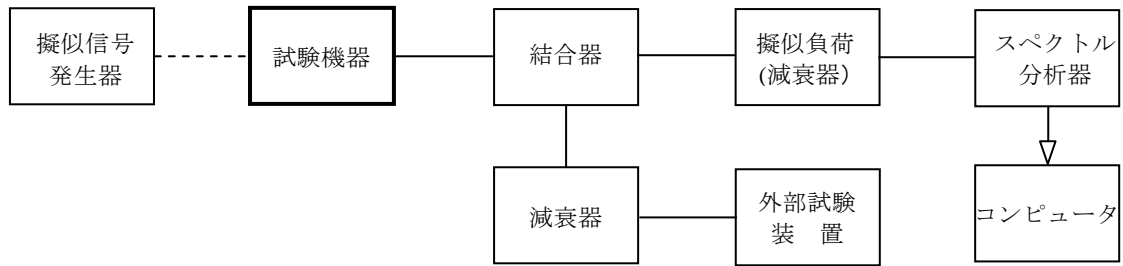 擬似信号
発生器
試験機器
結合器
擬似負荷
(減衰器）
スペクトル
分析器
減衰器
外部試験
装　置
コンピュータ